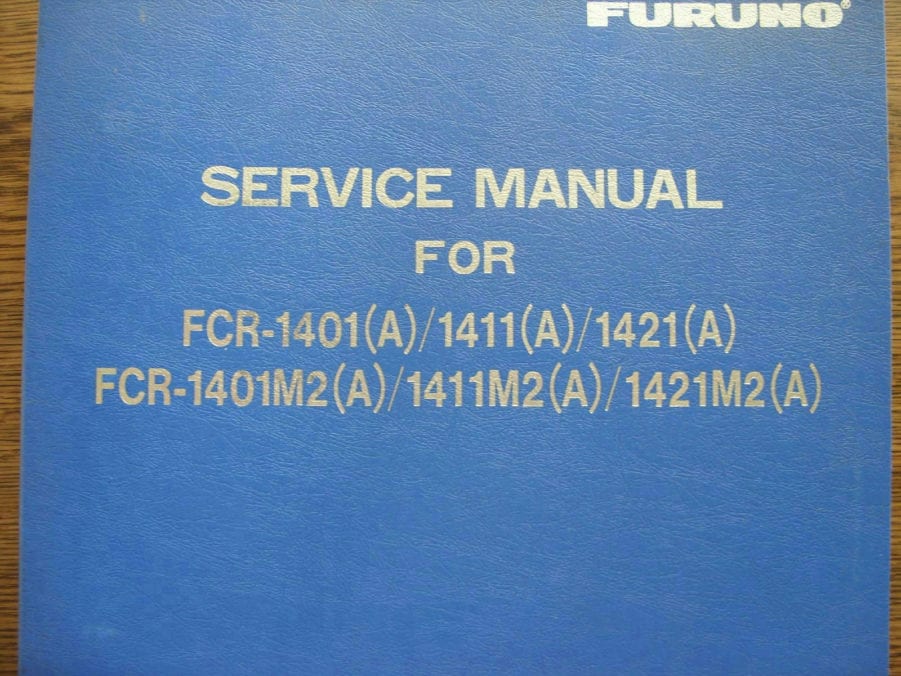 FURUNO®
SERVICE MANUAL
FOR
FCR-1401(A)/1411(A)/1421(A)
FCR-1401M2(A)/1411M2(A)/1421M2(A)